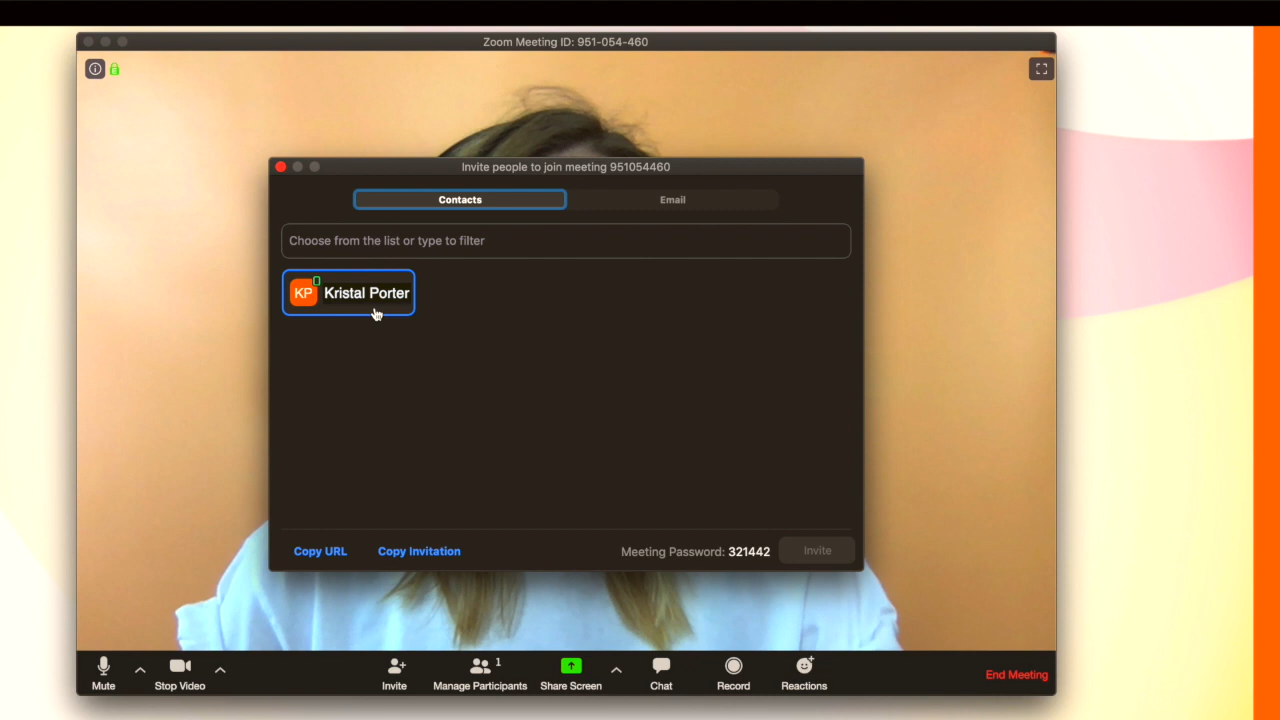 Zoom Meeting ID: 951-054-460
Invite people to join meeting 951054460
Contacts
Email
Choose from the list or type to filter
KP
Kristal Porter
Copy URL
Copy Invitation
Meeting Password: 321442
Invite
1
Mute
Stop Video
Invite
Manage Participants
Share Screen
Chat
Record
Reactions
End Meeting